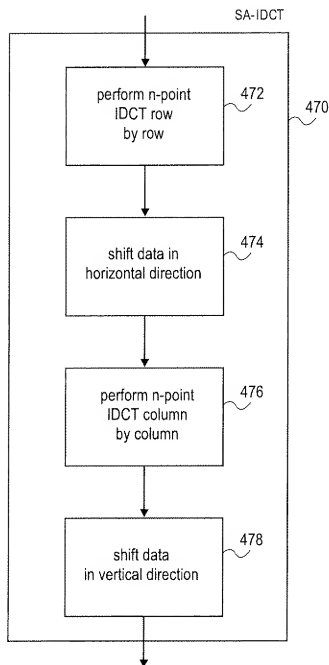 SA-IDCT
470
perform n-point
IDCT row
by row
472
shift data in
horizontal direction
474
perform n-point
IDCT column
by column
476
shift data
in vertical direction
478